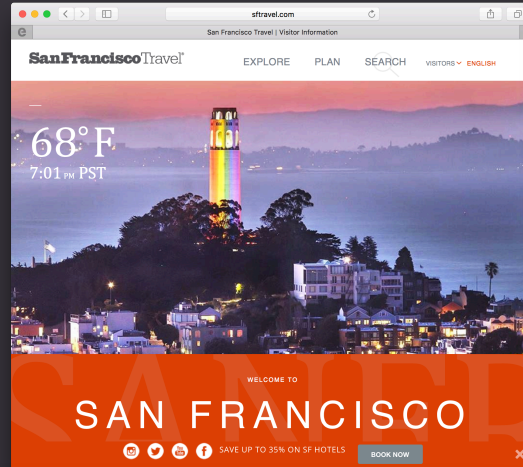 sftravel.com
San Francisco Travel | Visitor Information
SanFranciscoTravel
EXPLORE PLAN SEARCH VISITORS ENGLISH
68°F
7:01 PM PST
SANFR
WELCOME TO
SAN FRANCISCO
SAVE UP TO 35% ON SF HOTELS BOOK NOW